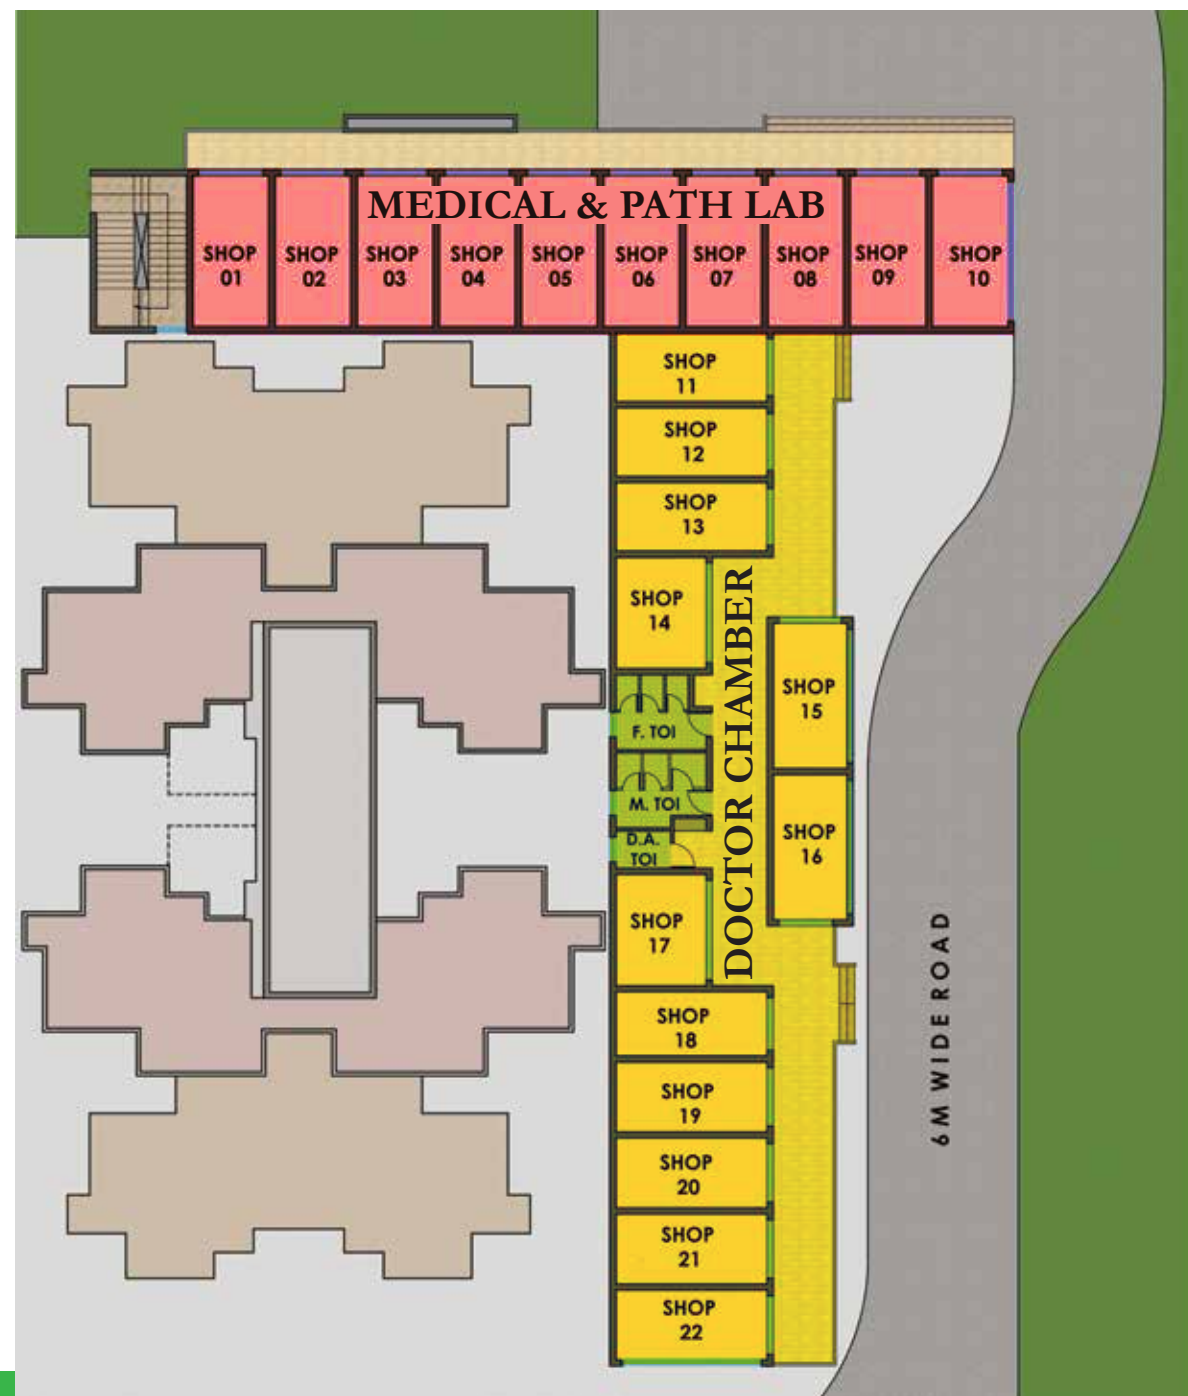 MEDICAL & PATH LAB
SHOP
01
SHOP
02
SHOP
03
SHOP
04
SHOP
05
SHOP
06
SHOP
07
SHOP
08
SHOP
09
SHOP
10
SHOP
11
SHOP
12
SHOP
13
SHOP
14
DOCTOR CHAMBER
SHOP
15
F. TOI
M. TOI
D.A.
TOI
SHOP
16
SHOP
17
SHOP
18
SHOP
19
SHOP
20
SHOP
21
SHOP
22
6M WIDE ROAD